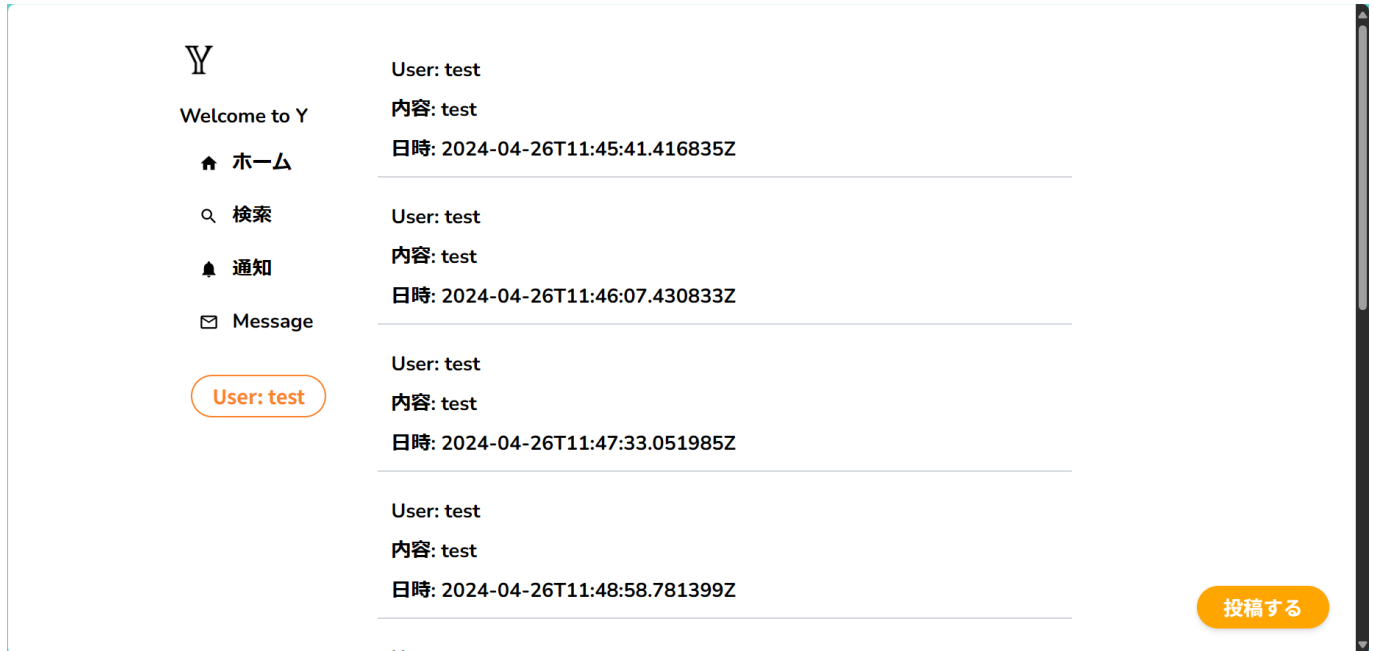 Y
Welcome to Y
ホーム
検索
通知
Message
User: test
User: test
内容: test
日時: 2024-04-26T11:45:41.416835Z
User: test
内容: test
日時: 2024-04-26T11:46:07.430833Z
User: test
内容: test
日時: 2024-04-26T11:47:33.051985Z
User: test
内容: test
日時: 2024-04-26T11:48:58.781399Z
投稿する